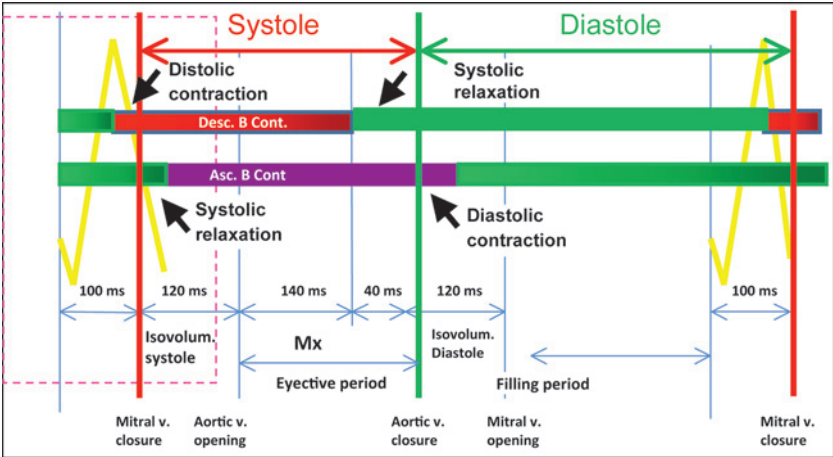 Systole
Diastole
Distolic
contraction
Systolic
relaxation
Desc. B Cont.
Asc. B Cont
Systolic
relaxation
Diastolic
contraction
100 ms
120 ms
140 ms
40 ms
120 ms
100 ms
Isovolum.
systole
Mx
Isovolum.
Diastole
Eyective period
Filling period
Mitral v.
closure
Aortic v.
opening
Aortic v.
closure
Mitral v.
opening
Mitral v.
closure